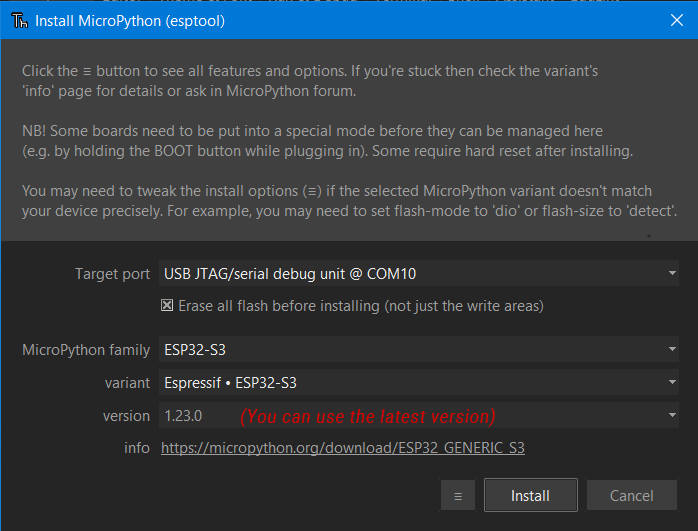 Th Install MicroPython (esptool)
Click the ≡ button to see all features and options. If you're stuck then check the variant's
'info' page for details or ask in MicroPython forum.
NB! Some boards need to be put into a special mode before they can be managed here
(e.g. by holding the BOOT button while plugging in). Some require hard reset after installing.
You may need to tweak the install options (≡) if the selected MicroPython variant doesn't match
your device precisely. For example, you may need to set flash-mode to 'dio' or flash-size to 'detect'.
Target port USB JTAG/serial debug unit @ COM10
Erase all flash before installing (not just the write areas)
MicroPython family ESP32-S3
variant Espressif • ESP32-S3
version 1.23.0 (You can use the latest version)
info https://micropython.org/download/ESP32_GENERIC_S3
≡ Install Cancel